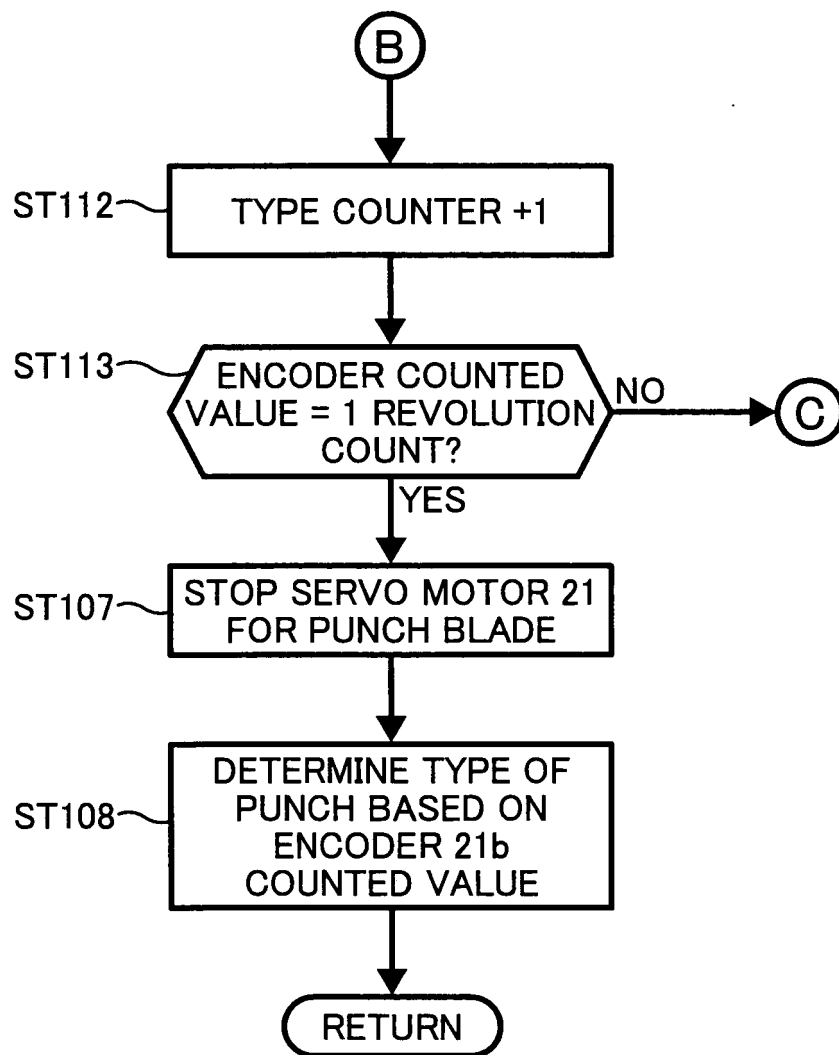 B
ST112
TYPE COUNTER +1
ST113
ENCODER COUNTED
VALUE = 1 REVOLUTION
COUNT?
NO
C
YES
ST107
STOP SERVO MOTOR 21
FOR PUNCH BLADE
ST108
DETERMINE TYPE OF
PUNCH BASED ON
ENCODER 21b
COUNTED VALUE
RETURN